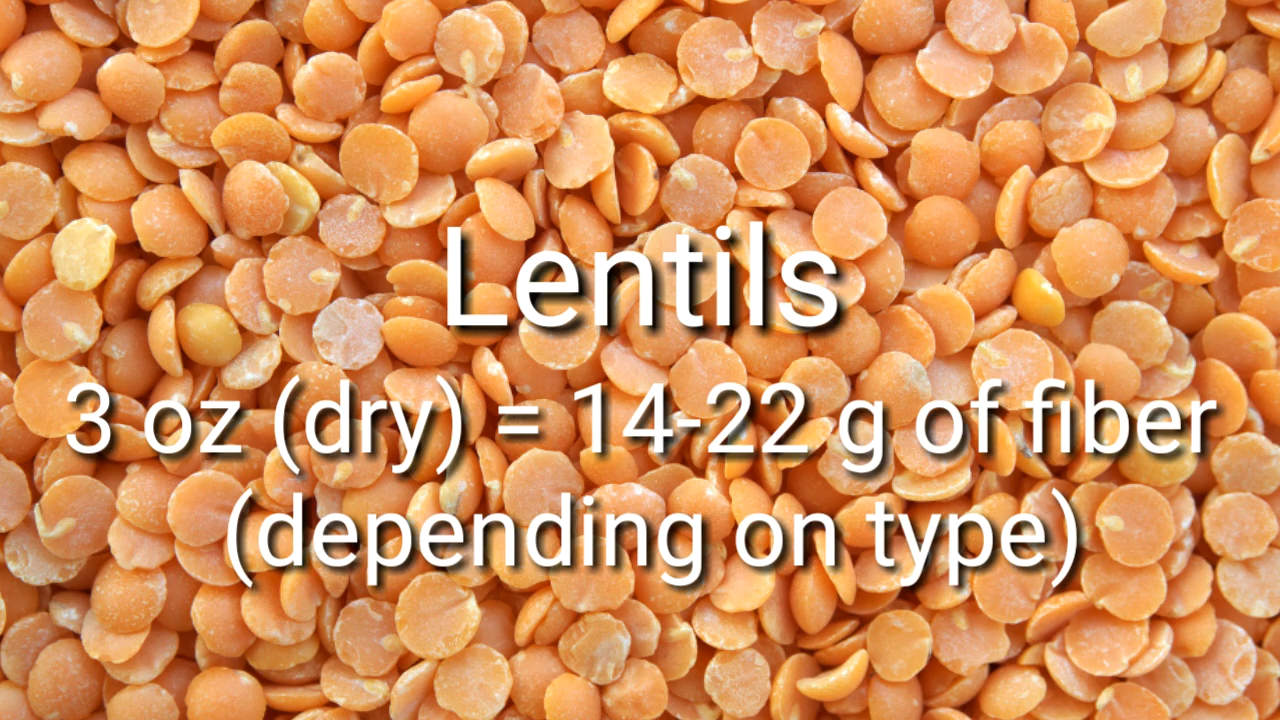 Lentils
3 oz (dry) = 14-22 g of fiber
(depending on type)